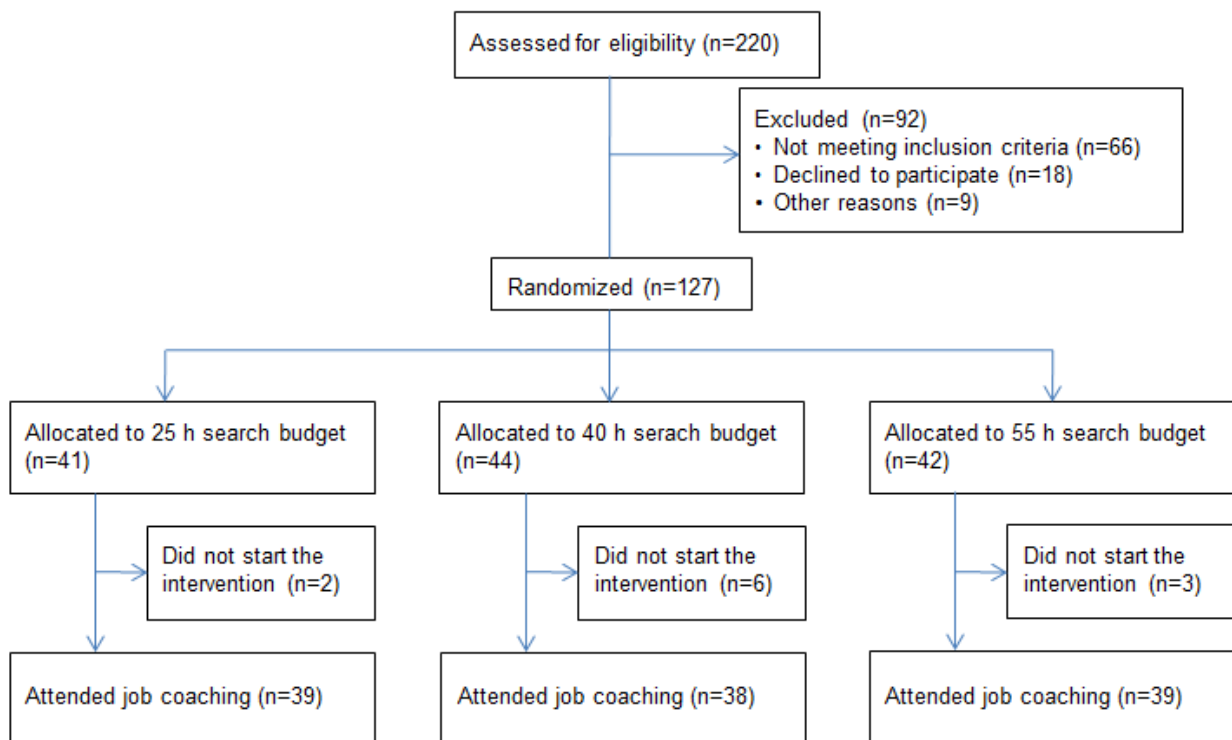 Assessed for eligibility (n=220)
Excluded (n=92)
• Not meeting inclusion criteria (n=66)
• Declined to participate (n=18)
• Other reasons (n=9)
Randomized (n=127)
Allocated to 25 h search budget
(n=41)
Allocated to 40 h serach budget
(n=44)
Allocated to 55 h search budget
(n=42)
Did not start the
intervention (n=2)
Did not start the
intervention (n=6)
Did not start the
intervention (n=3)
Attended job coaching (n=39)
Attended job coaching (n=38)
Attended job coaching (n=39)